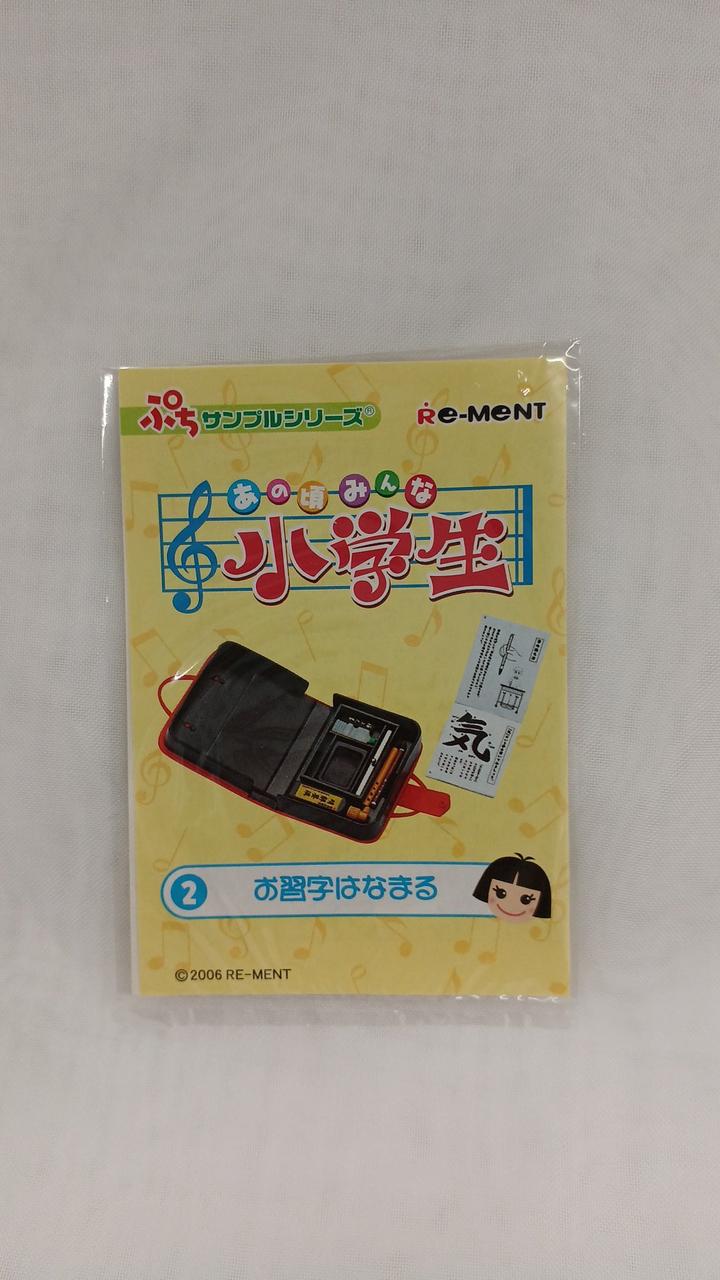 ぷちサンプルシリーズ®
Re-MeNT
あの頃みんな
小学生
気
2 お習字はなまる
©2006 RE-MENT